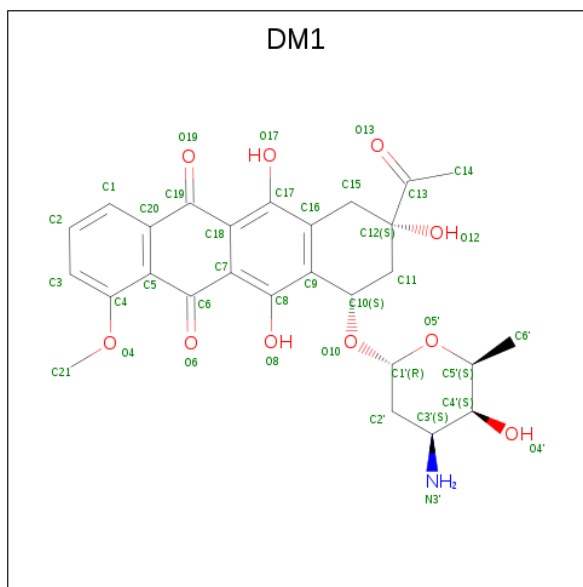 DM1
O13
O19
O17
O
HO
O
C14
C1
C15
C13
C19
C17
C2
C20
C16
C12(S)
OH
O12
C18
C3
C7
C11
C5
C9
C4
C6
C8
C10(S)
O5'
C6'
O
O
OH
O
O
O4
C21
O6
O8
O10
C1'(R)
C5'(S)
C4'(S)
C2'
C3'(S)
OH
O4'
NH2
N3'